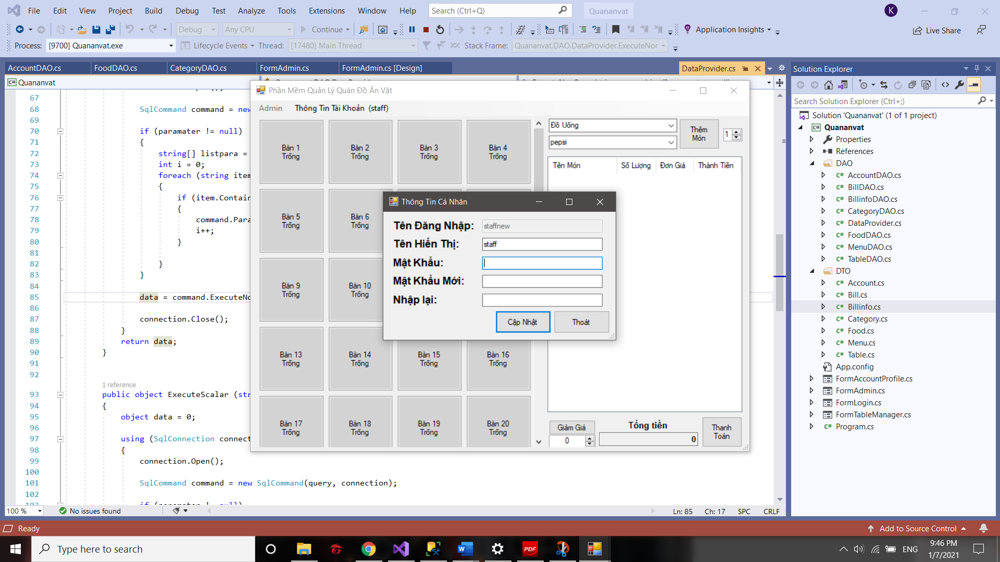 File Edit View Project Build Debug Test Analyze Tools Extensions Window Help Search (Ctrl+Q) Quananvat K
Debug Any CPU Continue Application Insights Live Share
Process: [9700] Quananvat.exe Lifecycle Events Thread: [17480] Main Thread Stack Frame: Quananvat.DAO.DataProvider.ExecuteNor
AccountDAO.cs FoodDAO.cs CategoryDAO.cs FormAdmin.cs FormAdmin.cs [Design] DataProvider.cs
Quananvat
67
68 SqlCommand command = new
69
70 if (paramater != null)
71 {
72 string[] listpara =
73 int i = 0;
74 foreach (string item
75 {
76 if (item.Contain
77 {
78 command.Para
79 i++;
80 }
81
82 }
83 }
84
85 data = command.ExecuteNo
86
87 connection.Close();
88 }
89 return data;
90 }
91
92
1 reference
93 public object ExecuteScalar (str
94 {
95 object data = 0;
96
97 using (SqlConnection connect
98 {
99 connection.Open();
100
101 SqlCommand command = new SqlCommand(query, connection);
102
100 % No issues found Ln: 85 Ch: 17 SPC CRLF
Phần Mềm Quản Lý Quán Đồ Ăn Vặt
Admin Thông Tin Tài Khoản (staff)
Bàn 1
Trống
Bàn 2
Trống
Bàn 3
Trống
Bàn 4
Trống
Bàn 5
Trống
Bàn 6
Trống
Bàn 9
Trống
Bàn 10
Trống
Bàn 13
Trống
Bàn 14
Trống
Bàn 15
Trống
Bàn 16
Trống
Bàn 17
Trống
Bàn 18
Trống
Bàn 19
Trống
Bàn 20
Trống
Đồ Uống
pepsi
Thêm
Món
1
Tên Món Số Lượng Đơn Giá Thành Tiền
Giảm Giá
0
Tổng tiền
0
Thanh
Toán
Thông Tin Cá Nhân
Tên Đăng Nhập: staffnew
Tên Hiển Thị: staff
Mật Khẩu:
Mật Khẩu Mới:
Nhập lại:
Cập Nhật Thoát
Solution Explorer
Search Solution Explorer (Ctrl+;)
Solution 'Quananvat' (1 of 1 project)
C# Quananvat
Properties
References
DAO
C# AccountDAO.cs
C# BillDAO.cs
C# BillinfoDAO.cs
C# CategoryDAO.cs
C# DataProvider.cs
C# FoodDAO.cs
C# MenuDAO.cs
C# TableDAO.cs
DTO
C# Account.cs
C# Bill.cs
C# Billinfo.cs
C# Category.cs
C# Food.cs
C# Menu.cs
C# Table.cs
App.config
FormAccountProfile.cs
FormAdmin.cs
FormLogin.cs
FormTableManager.cs
C# Program.cs
Ready Add to Source Control
Type here to search PDF ENG
9:46 PM
1/7/2021